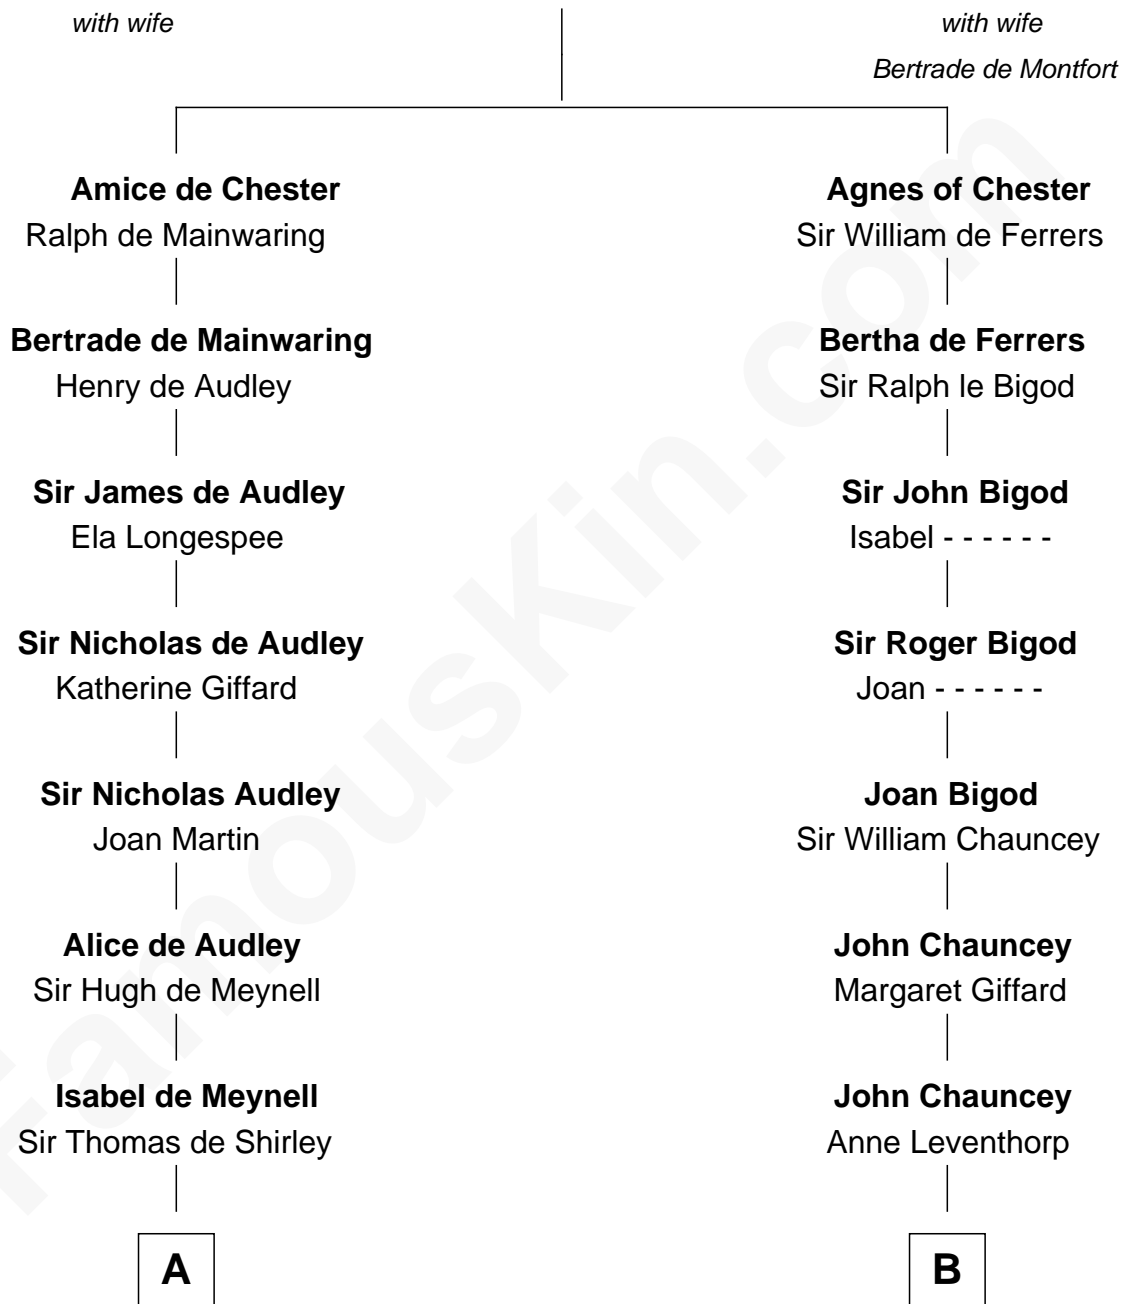 with wife
with wife
Bertrade de Montfort
Amice de Chester
Agnes of Chester
Ralph de Mainwaring
Sir William de Ferrers
Bertrade de Mainwaring
Bertha de Ferrers
Henry de Audley
Sir Ralph le Bigod
Sir James de Audley
Sir John Bigod
Ela Longespee
Isabel - - - - - -
Sir Nicholas de Audley
Sir Roger Bigod
Katherine Giffard
Joan - - - - - -
Sir Nicholas Audley
Joan Bigod
Joan Martin
Sir William Chauncey
Alice de Audley
John Chauncey
Sir Hugh de Meynell
Margaret Giffard
Isabel de Meynell
John Chauncey
Sir Thomas de Shirley
Anne Leventhorp
A
B
FamousKin.com